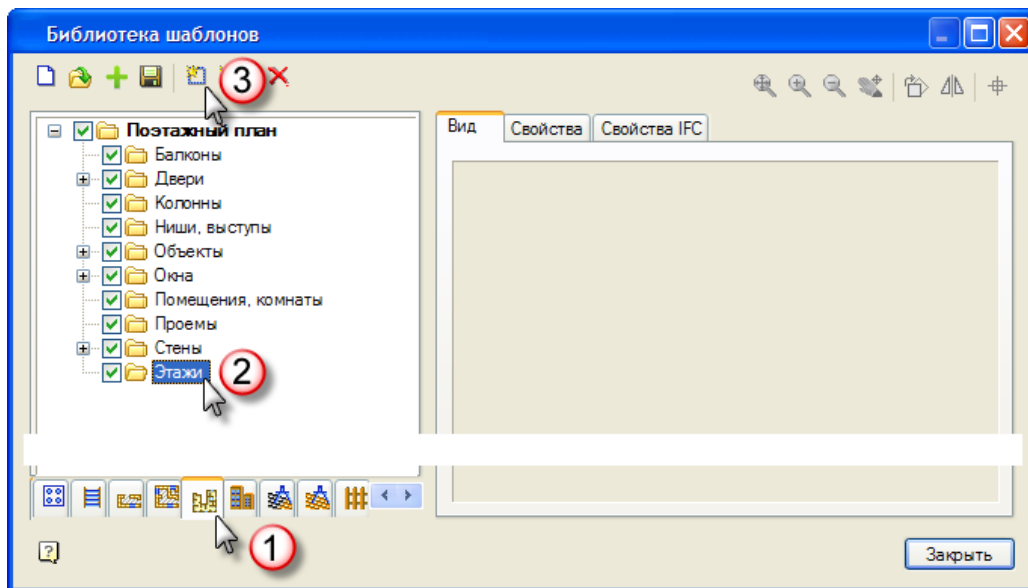 Библиотека шаблонов
3
Поэтажный план
Балконы
Двери
Колонны
Ниши, выступы
Объекты
Окна
Помещения, комнаты
Проемы
Стены
Этажи
2
Вид Свойства Свойства IFC
1
Закрыть